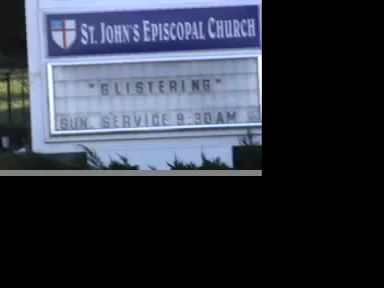 ST. JOHN'S EPISCOPAL CHURCH
"GLISTERING"
SUN. SERVICE 9:30AM